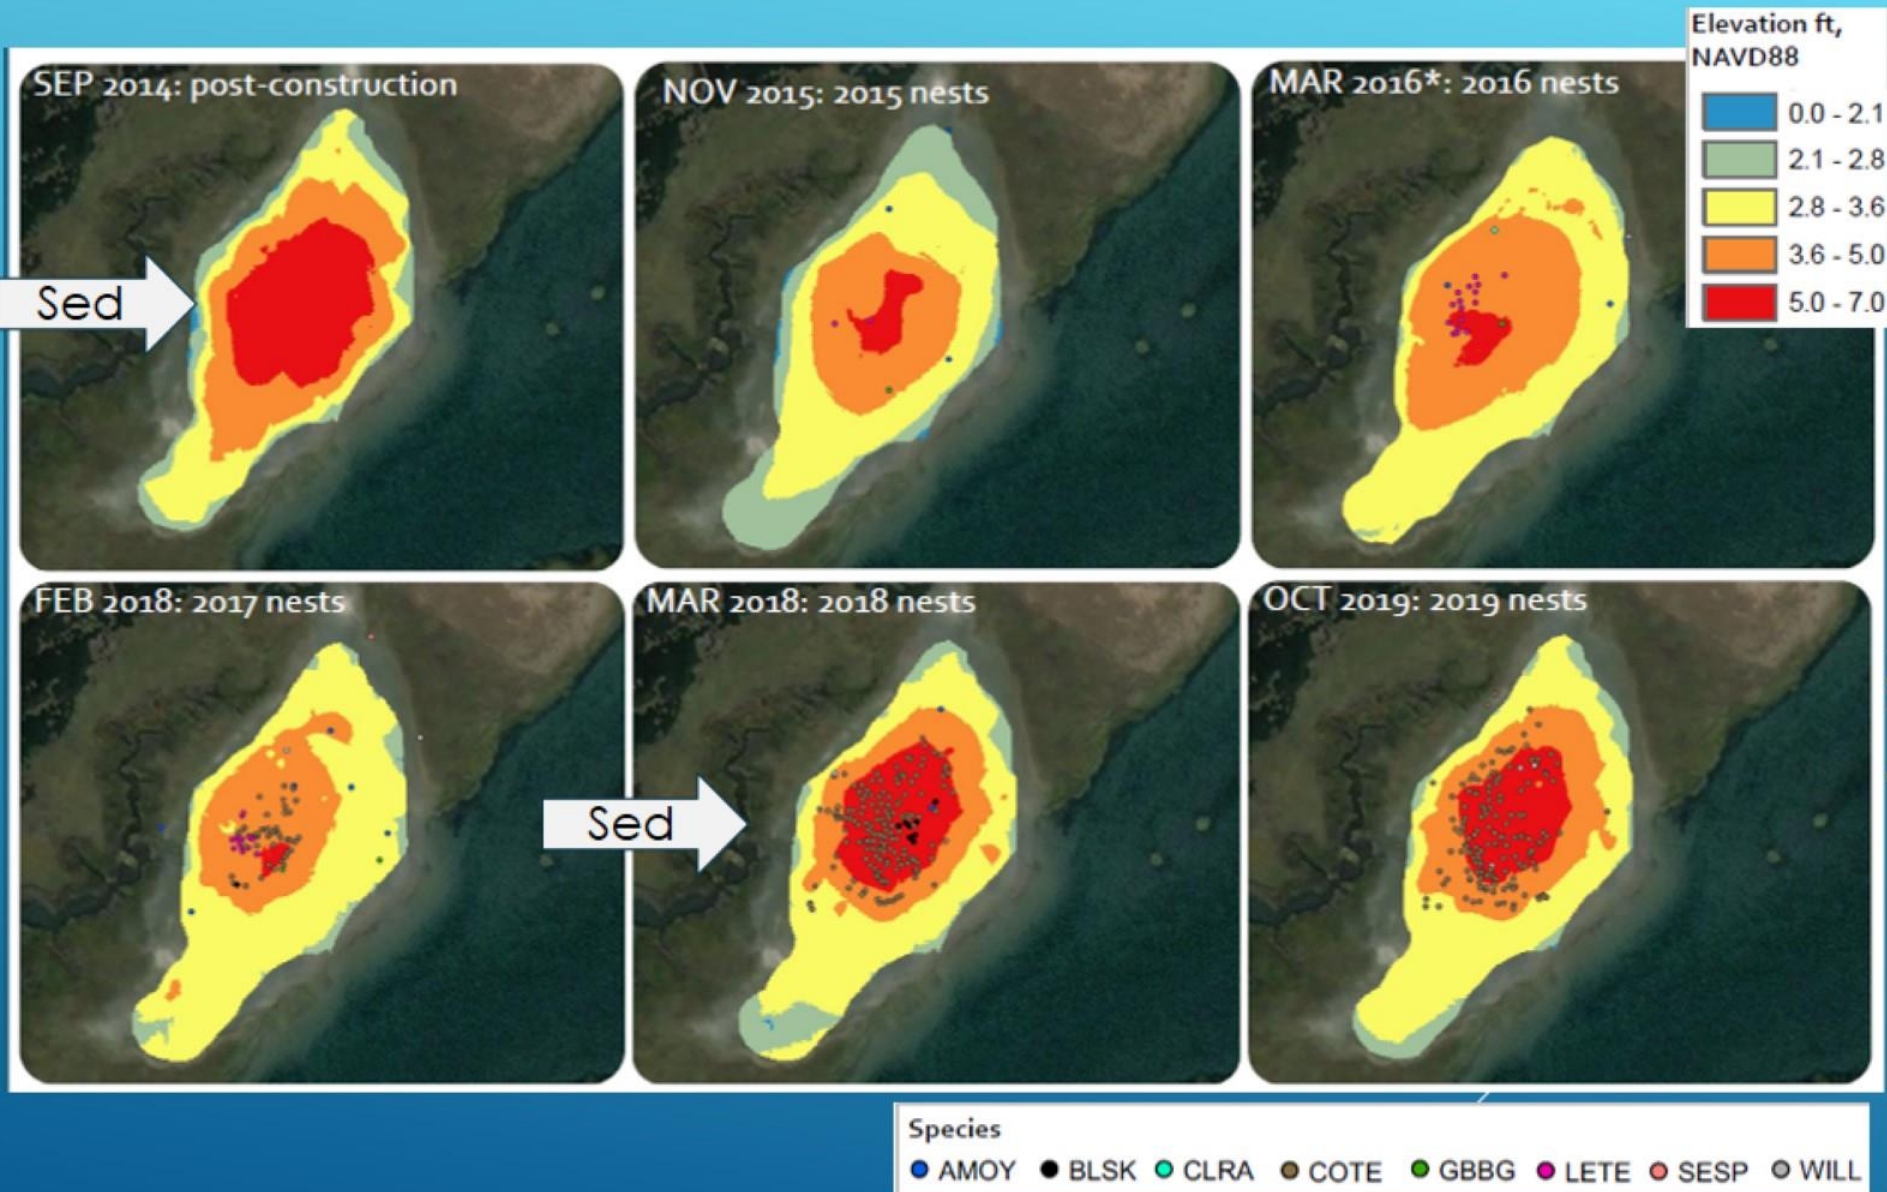 Elevation ft,
NAVD88
0.0 - 2.1
2.1 - 2.8
2.8 - 3.6
3.6 - 5.0
5.0 - 7.0
SEP 2014: post-construction
NOV 2015: 2015 nests
MAR 2016*: 2016 nests
Sed
FEB 2018: 2017 nests
MAR 2018: 2018 nests
OCT 2019: 2019 nests
Sed
Species
AMOY BLSK CLRA COTE GBBG LETE SESP WILL